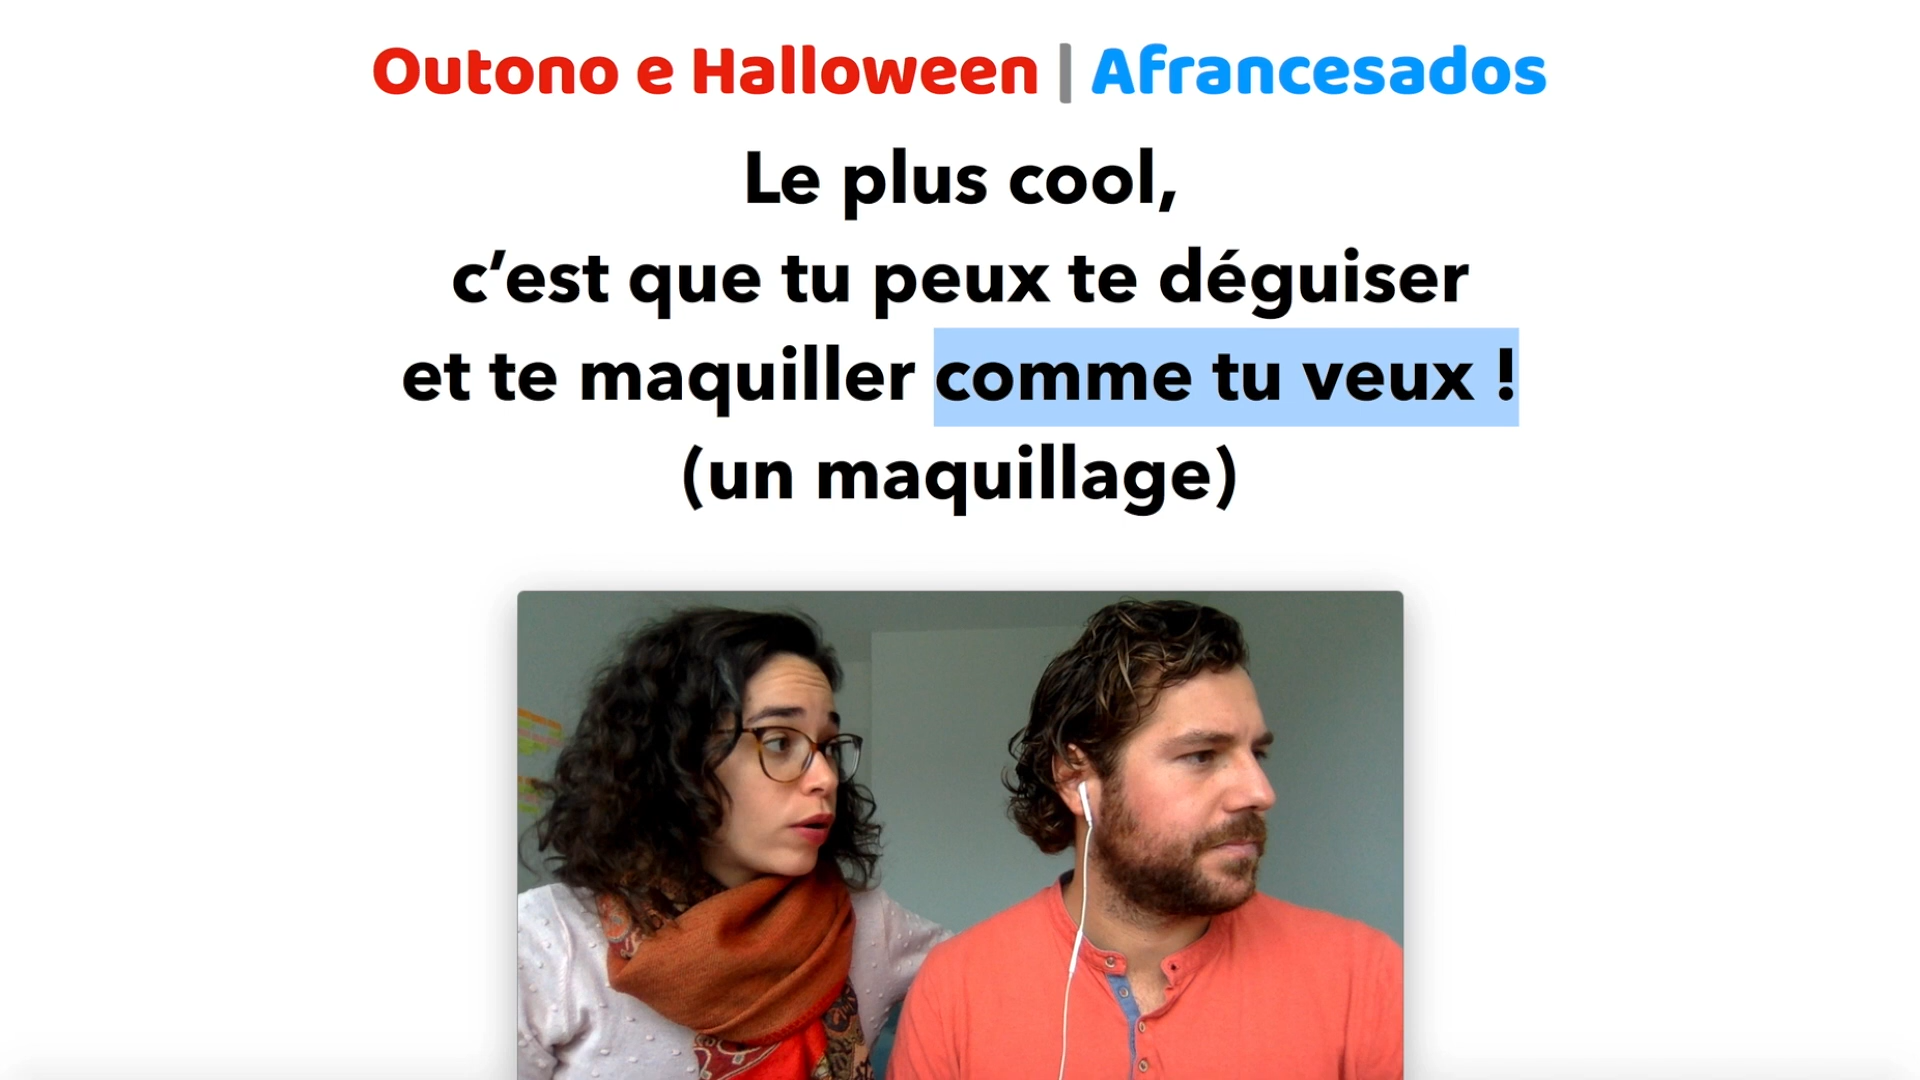 Outono e Halloween | Afrancesados
Le plus cool,
c’est que tu peux te déguiser
et te maquiller comme tu veux !
(un maquillage)